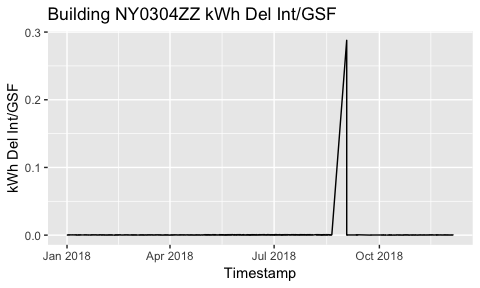 Building NY0304ZZ kWh Del Int/GSF
kWh Del Int/GSF
0.3
0.2
0.1
0.0
Jan 2018 Apr 2018 Jul 2018 Oct 2018
Timestamp